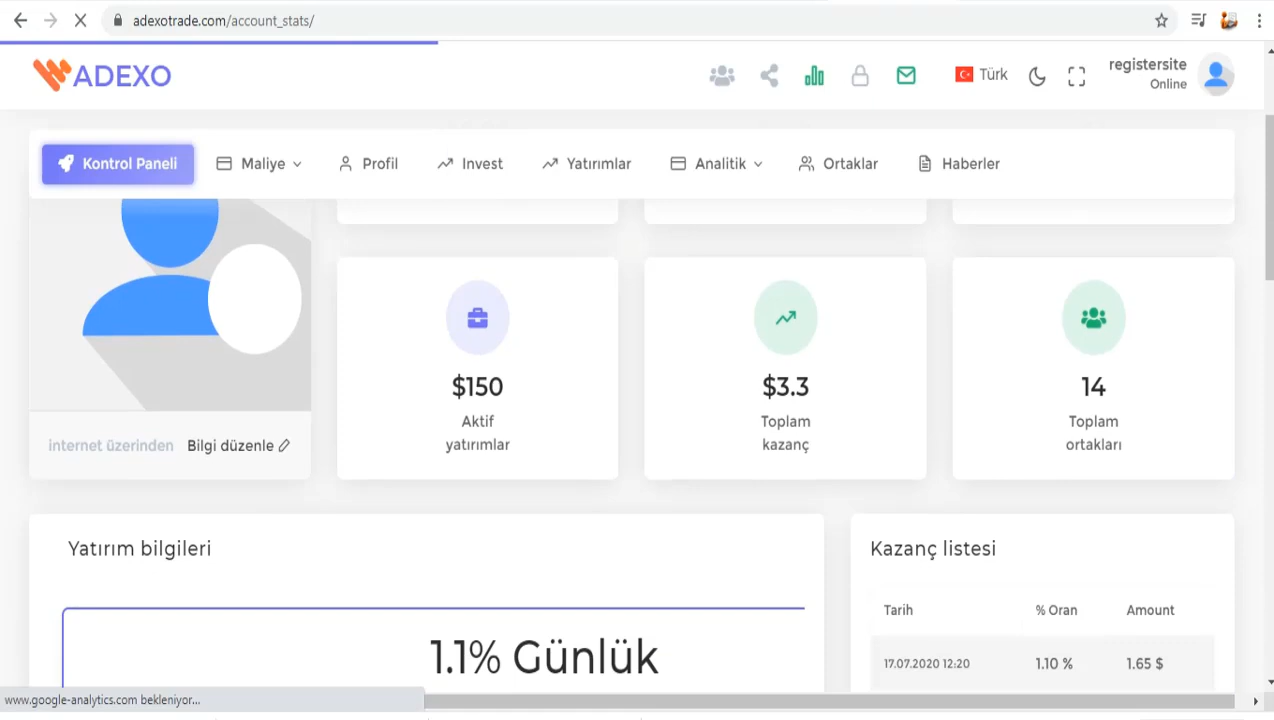 adexotrade.com/account_stats/
ADEXO
Türk
registersite
Online
Kontrol Paneli
Maliye
Profil
Invest
Yatırımlar
Analitik
Ortaklar
Haberler
internet üzerinden
Bilgi düzenle
$150
Aktif
yatırımlar
$3.3
Toplam
kazanç
14
Toplam
ortakları
Yatırım bilgileri
1.1% Günlük
Kazanç listesi
Tarih % Oran Amount
17.07.2020 12:20 1.10 % 1.65 $
www.google-analytics.com bekleniyor...